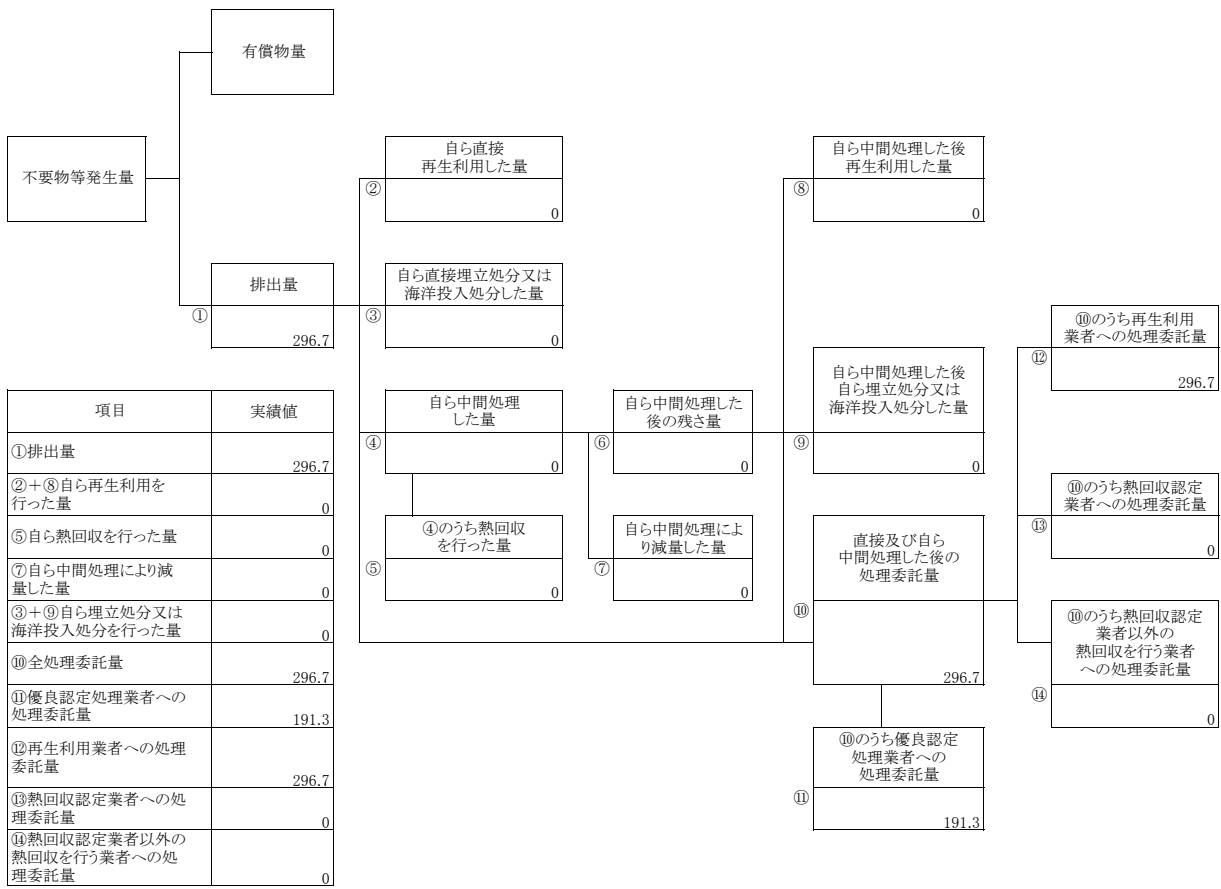 有償物量
不要物等発生量
自ら直接
再生利用した量
②
0
自ら中間処理した後
再生利用した量
⑧
0
排出量
①
296.7
自ら直接埋立処分又は
海洋投入処分した量
③
0
⑩のうち再生利用
業者への処理委託量
⑫
296.7
自ら中間処理
した量
④
0
自ら中間処理した
後の残さ量
⑥
0
自ら中間処理した後
自ら埋立処分又は
海洋投入処分した量
⑨
0
⑩のうち熱回収認定
業者への処理委託量
⑬
0
④のうち熱回収
を行った量
⑤
0
自ら中間処理によ
り減量した量
⑦
0
直接及び自ら
中間処理した後の
処理委託量
⑩
296.7
⑩のうち熱回収認定
業者以外の
熱回収を行う業者
への処理委託量
⑭
0
⑩のうち優良認定
処理業者への
処理委託量
⑪
191.3
項目 実績値
①排出量
296.7
②＋⑧自ら再生利用を
行った量
0
⑤自ら熱回収を行った量
0
⑦自ら中間処理により減
量した量
0
③＋⑨自ら埋立処分又は
海洋投入処分を行った量
0
⑩全処理委託量
296.7
⑪優良認定処理業者への
処理委託量
191.3
⑫再生利用業者への処理
委託量
296.7
⑬熱回収認定業者への処
理委託量
0
⑭熱回収認定業者以外の
熱回収を行う業者への処
理委託量
0